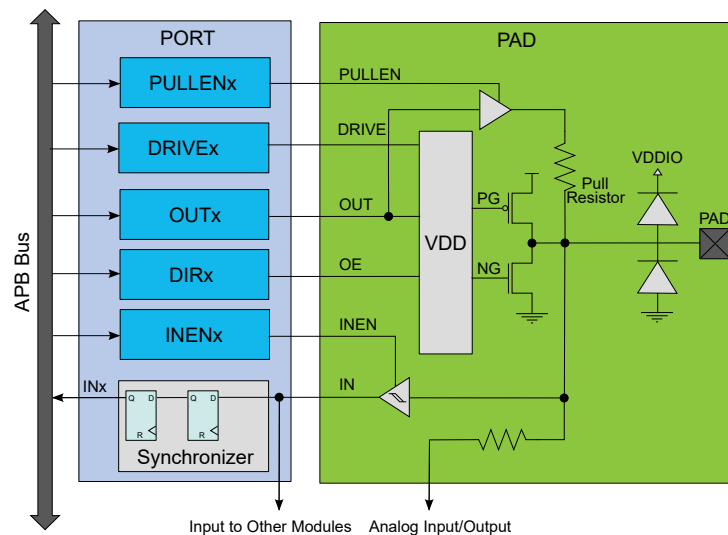 PORT
PAD
PULLENx
PULLEN
DRIVEx
DRIVE
VDDIO
Pull
Resistor
OUTx
OUT
PG
PAD
VDD
DIRx
OE
NG
APB Bus
INENx
INEN
INx
IN
Q D
Q D
R
R
Synchronizer
Input to Other Modules
Analog Input/Output